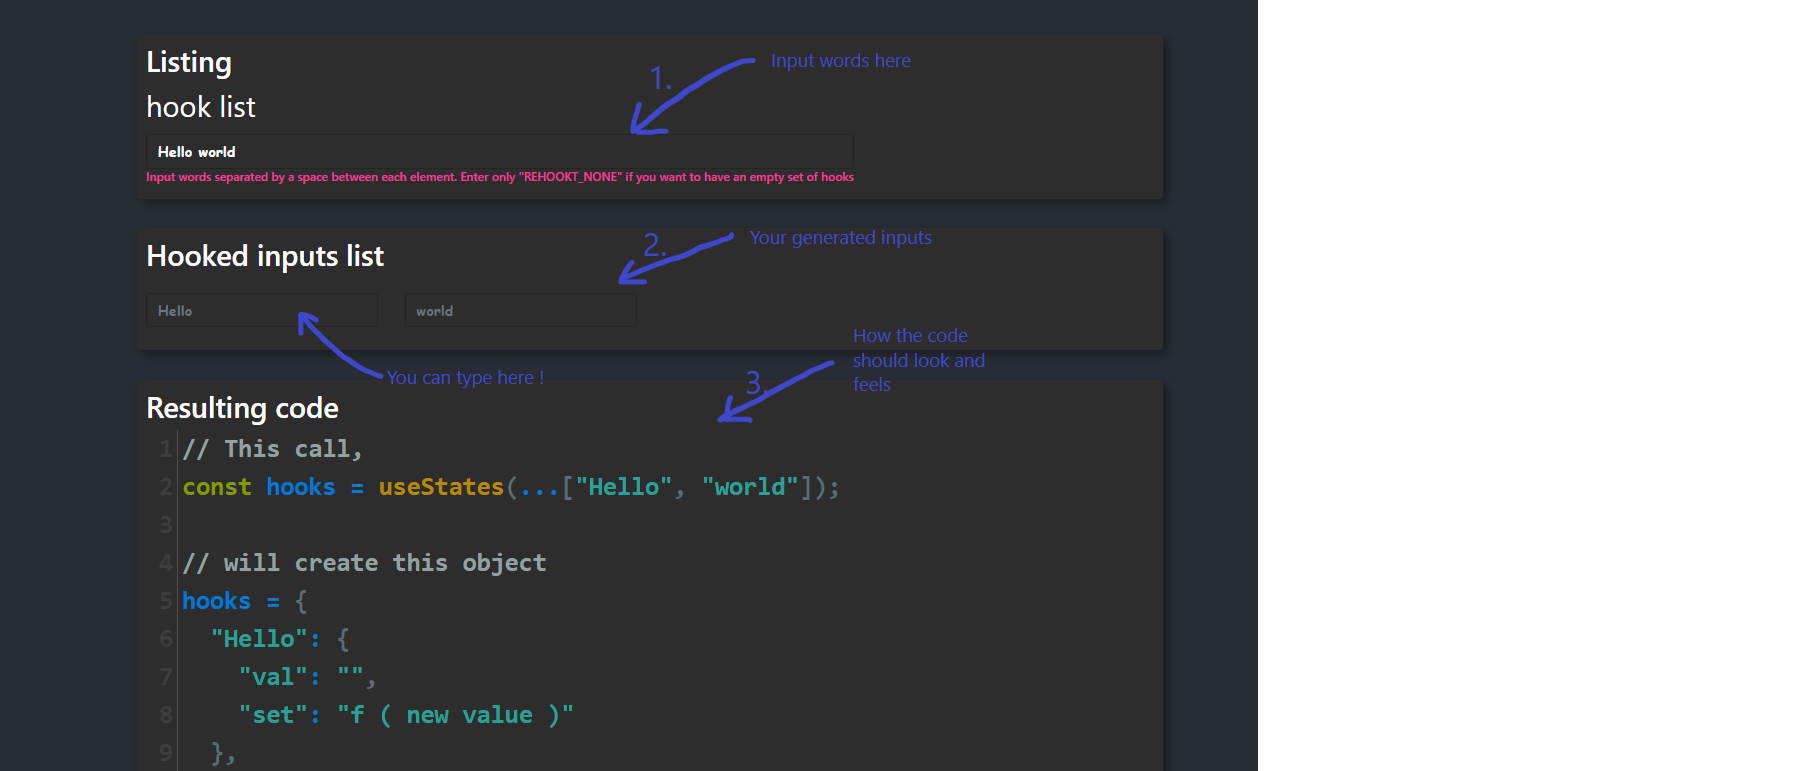 Listing
1.
Input words here
hook list
Hello world
Input words separated by a space between each element. Enter only "REHOOKT_NONE" if you want to have an empty set of hooks
Hooked inputs list
2.
Your generated inputs
Hello
world
You can type here !
3.
How the code
should look and
feels
Resulting code
1 // This call,
2 const hooks = useStates(...["Hello", "world"]);
3
4 // will create this object
5 hooks = {
6 "Hello": {
7 "val": "",
8 "set": "f ( new value )"
9 },